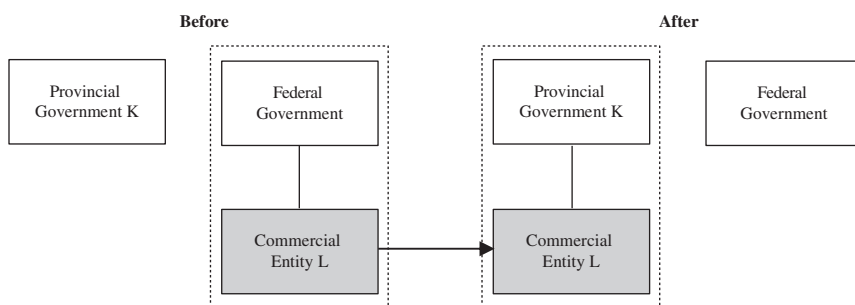 Before
After
Provincial
Government K
Federal
Government
Provincial
Government K
Federal
Government
Commercial
Entity L
Commercial
Entity L